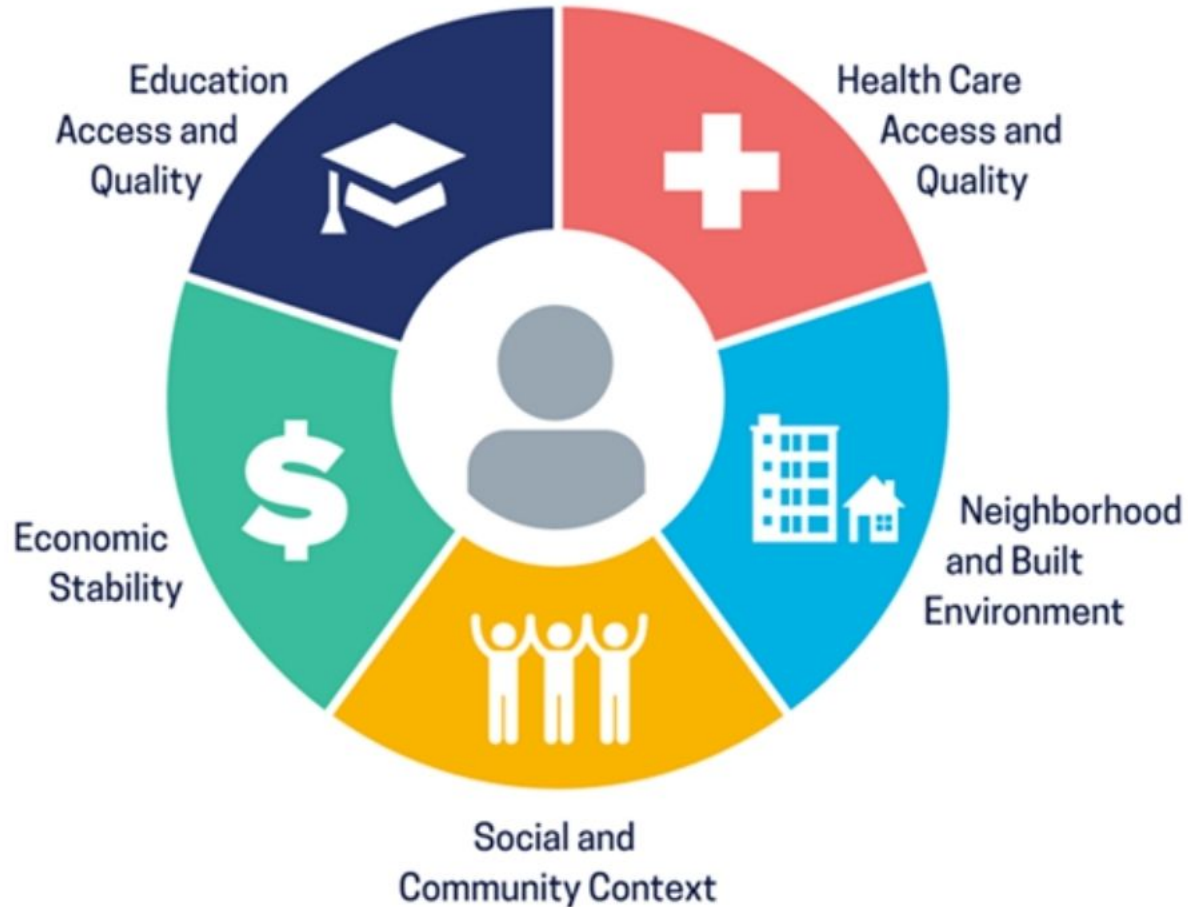 Education
Access and
Quality
Health Care
Access and
Quality
Neighborhood
and Built
Environment
Social and
Community Context
Economic
Stability